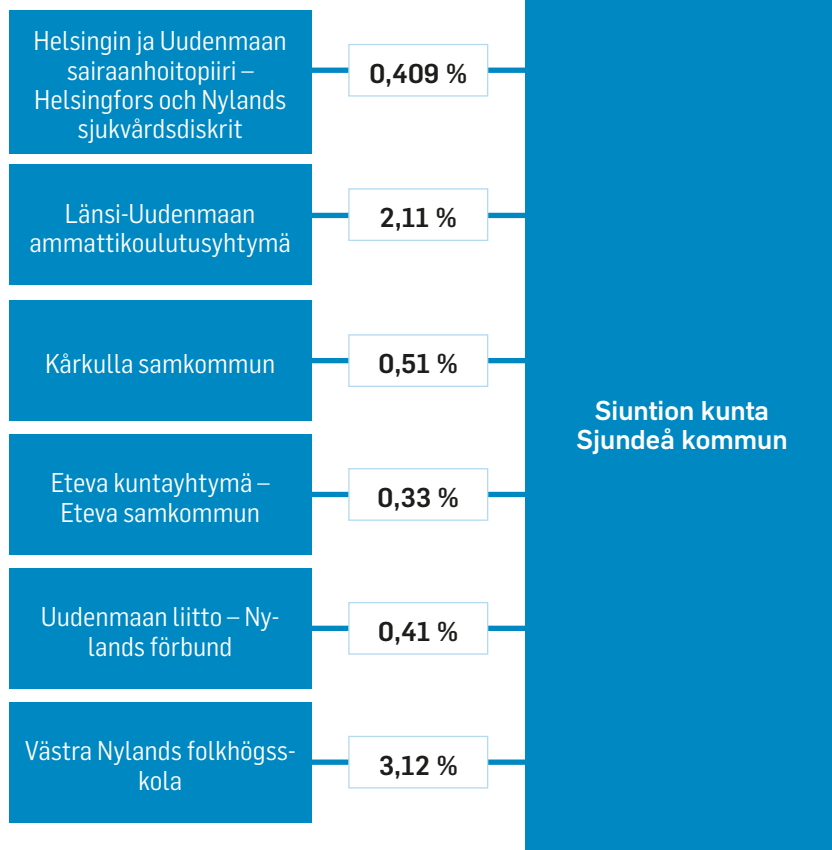 Helsingin ja Uudenmaan
sairaanhoitopiiri –
Helsingfors och Nylands
sjukvårdsdiskrit
0,409 %
Länsi-Uudenmaan
ammattikoulutusyhtymä
2,11 %
Kårkulla samkommun
0,51 %
Siuntion kunta
Sjundeå kommun
Eteva kuntayhtymä –
Eteva samkommun
0,33 %
Uudenmaan liitto – Ny-
lands förbund
0,41 %
Västra Nylands folkhögss-
kola
3,12 %